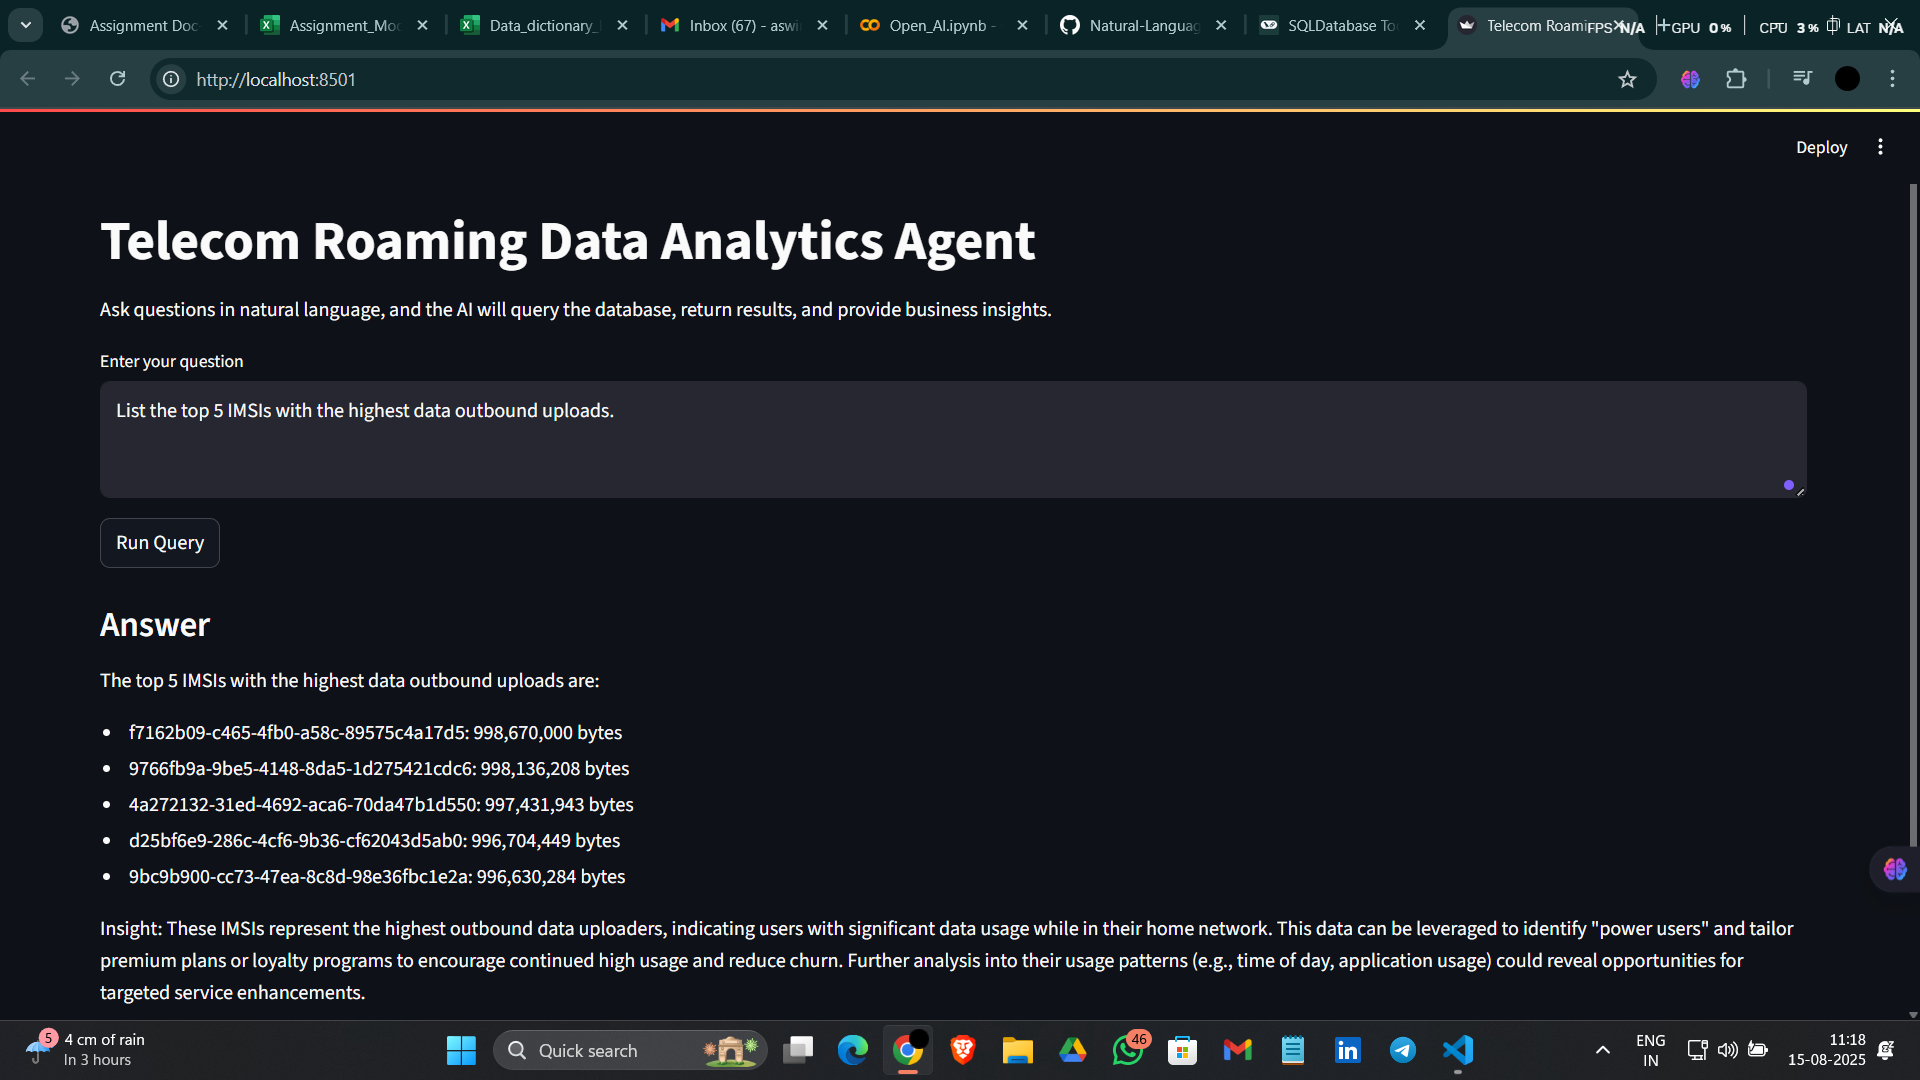 Assignment Doc
Assignment_Moc
Data_dictionary_
Inbox (67) - aswi
Open_AI.ipynb -
Natural-Languag
SQLDatabase To
Telecom Roami
FPS N/A
GPU 0%
CPU 3%
LAT N/A
http://localhost:8501
Deploy
Telecom Roaming Data Analytics Agent
Ask questions in natural language, and the AI will query the database, return results, and provide business insights.
Enter your question
List the top 5 IMSIs with the highest data outbound uploads.
Run Query
Answer
The top 5 IMSIs with the highest data outbound uploads are:
• f7162b09-c465-4fb0-a58c-89575c4a17d5: 998,670,000 bytes
• 9766fb9a-9be5-4148-8da5-1d275421cdc6: 998,136,208 bytes
• 4a272132-31ed-4692-aca6-70da47b1d550: 997,431,943 bytes
• d25bf6e9-286c-4cf6-9b36-cf62043d5ab0: 996,704,449 bytes
• 9bc9b900-cc73-47ea-8c8d-98e36fbc1e2a: 996,630,284 bytes
Insight: These IMSIs represent the highest outbound data uploaders, indicating users with significant data usage while in their home network. This data can be leveraged to identify "power users" and tailor
premium plans or loyalty programs to encourage continued high usage and reduce churn. Further analysis into their usage patterns (e.g., time of day, application usage) could reveal opportunities for
targeted service enhancements.
5
4 cm of rain
In 3 hours
Quick search
46
ENG
IN
11:18
15-08-2025